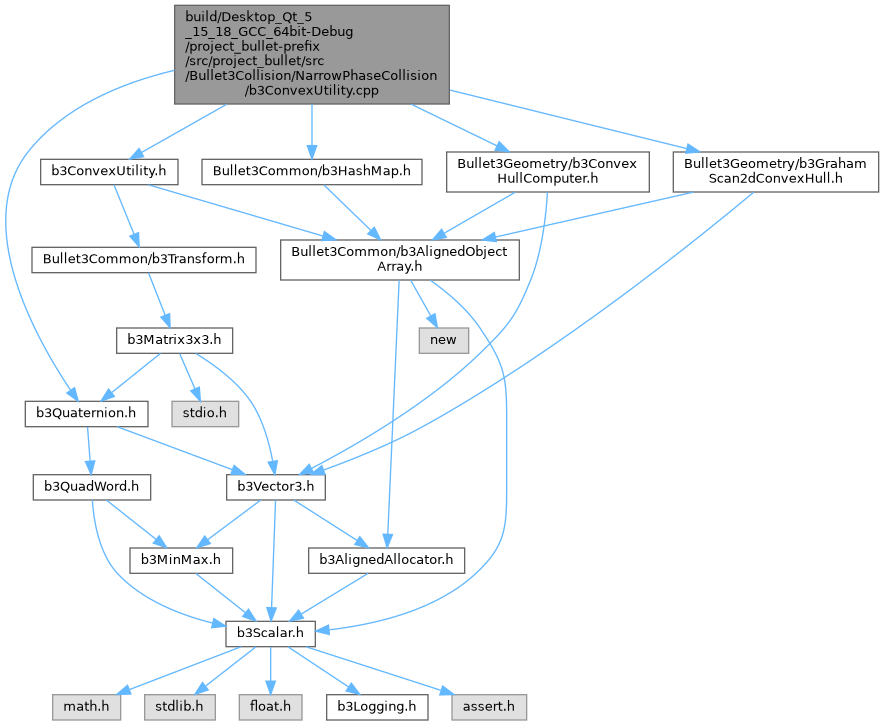 build/Desktop_Qt_5
_15_18_GCC_64bit-Debug
/project_bullet-prefix
/src/project_bullet/src
/Bullet3Collision/NarrowPhaseCollision
/b3ConvexUtility.cpp
b3ConvexUtility.h
Bullet3Common/b3HashMap.h
Bullet3Geometry/b3Convex
HullComputer.h
Bullet3Geometry/b3Graham
Scan2dConvexHull.h
Bullet3Common/b3Transform.h
Bullet3Common/b3AlignedObject
Array.h
b3Matrix3x3.h
new
b3Quaternion.h
stdio.h
b3QuadWord.h
b3Vector3.h
b3MinMax.h
b3AlignedAllocator.h
b3Scalar.h
math.h
stdlib.h
float.h
b3Logging.h
assert.h